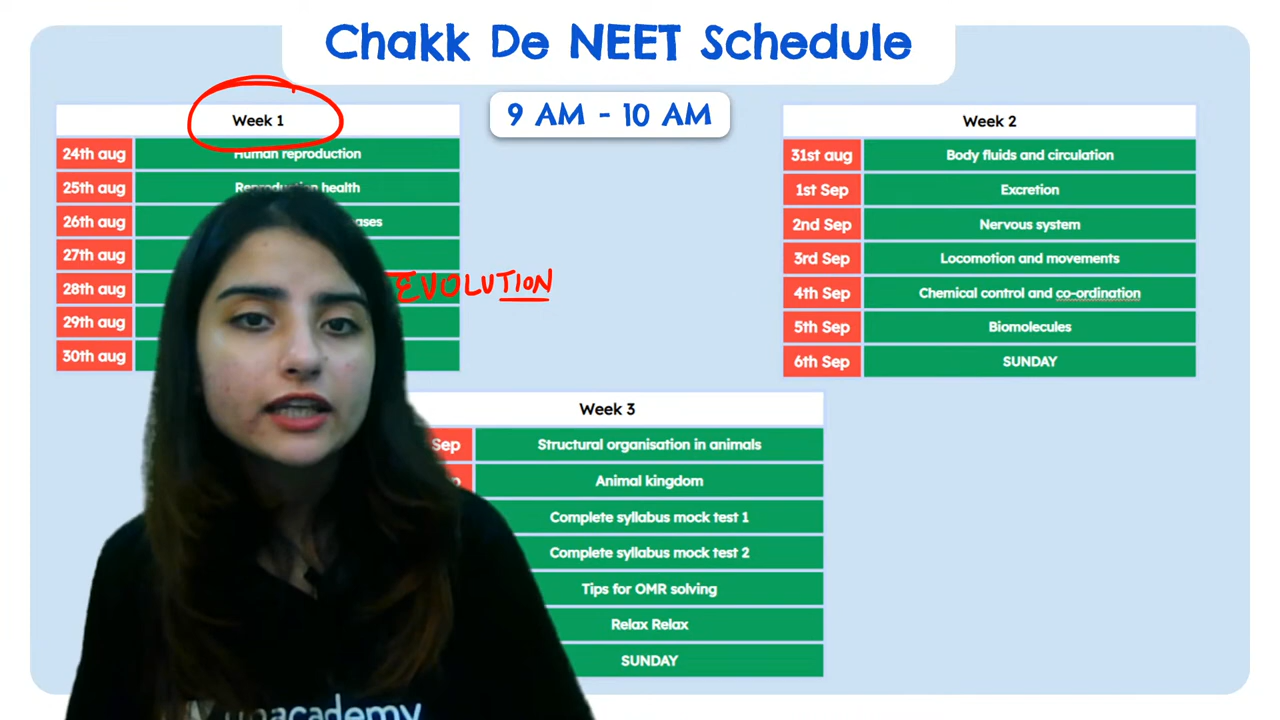 Chakk De NEET Schedule
9 AM - 10 AM
Week 1
24th aug Human reproduction
25th aug Reproduction health
26th aug
27th aug
28th aug
29th aug
30th aug
EVOLUTION
Week 2
31st aug Body fluids and circulation
1st Sep Excretion
2nd Sep Nervous system
3rd Sep Locomotion and movements
4th Sep Chemical control and co-ordination
5th Sep Biomolecules
6th Sep SUNDAY
Week 3
Sep Structural organisation in animals
Animal kingdom
Complete syllabus mock test 1
Complete syllabus mock test 2
Tips for OMR solving
Relax Relax
SUNDAY
unacademy